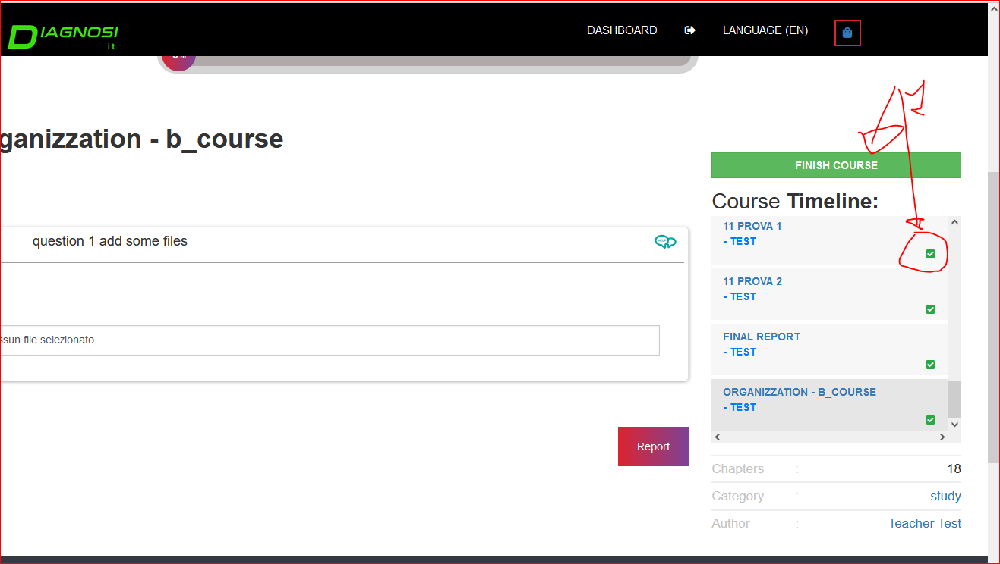 DIAGNOSI
it
DASHBOARD
LANGUAGE (EN)
ganizzation - b_course
FINISH COURSE
Course Timeline:
11 PROVA 1
- TEST
question 1 add some files
HELP
11 PROVA 2
- TEST
ssun file selezionato.
FINAL REPORT
- TEST
ORGANIZZATION - B_COURSE
- TEST
Report
Chapters : 18
Category : study
Author : Teacher Test